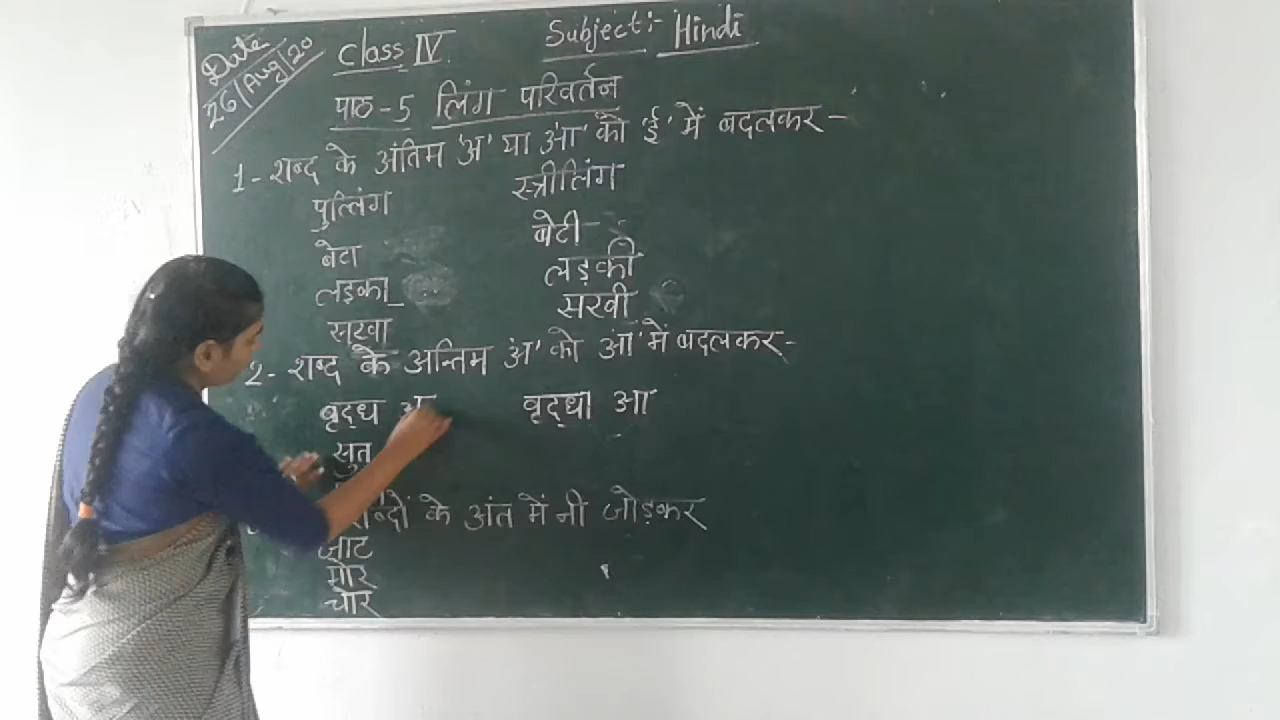 Date
26/Aug/20
Class IV
Subject:- Hindi
पाठ-5 लिंग परिवर्तन
1- शब्द के अंतिम 'अ' या 'आ' को 'ई' में बदलकर-
पुल्लिंग स्त्रीलिंग
बेटा बेटी
लड़का लड़की
सखा सखी
2- शब्द के अन्तिम 'अ' को 'आ' में बदलकर-
वृद्ध अ वृद्धा आ
सुत
शब्दों के अंत में नी जोड़कर
जाट
मोर
चोर